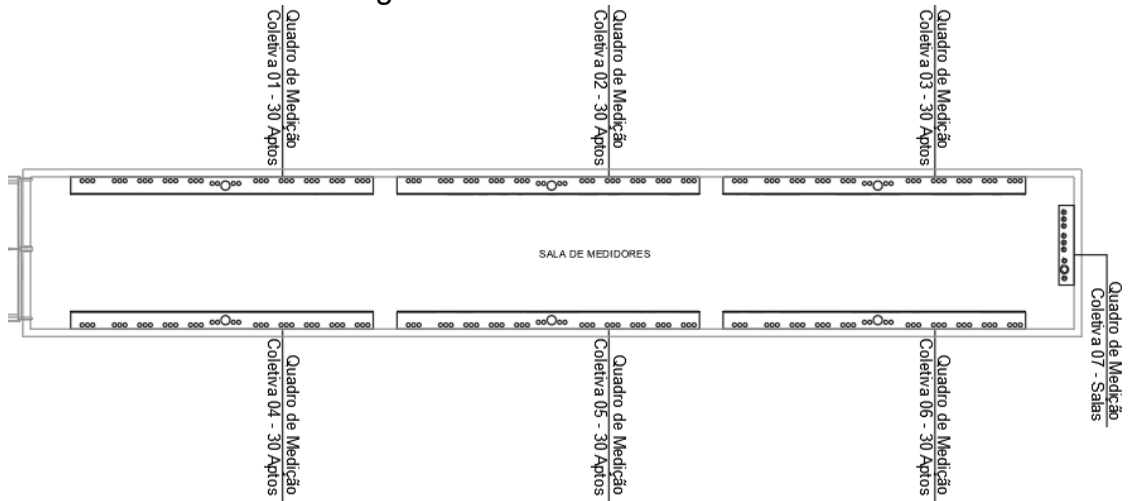 Quadro de Medição
Coletiva 01 - 30 Aptos
Quadro de Medição
Coletiva 02 - 30 Aptos
Quadro de Medição
Coletiva 03 - 30 Aptos
SALA DE MEDIDORES
Quadro de Medição
Coletiva 07 - Salas
Quadro de Medição
Coletiva 04 - 30 Aptos
Quadro de Medição
Coletiva 05 - 30 Aptos
Quadro de Medição
Coletiva 06 - 30 Aptos